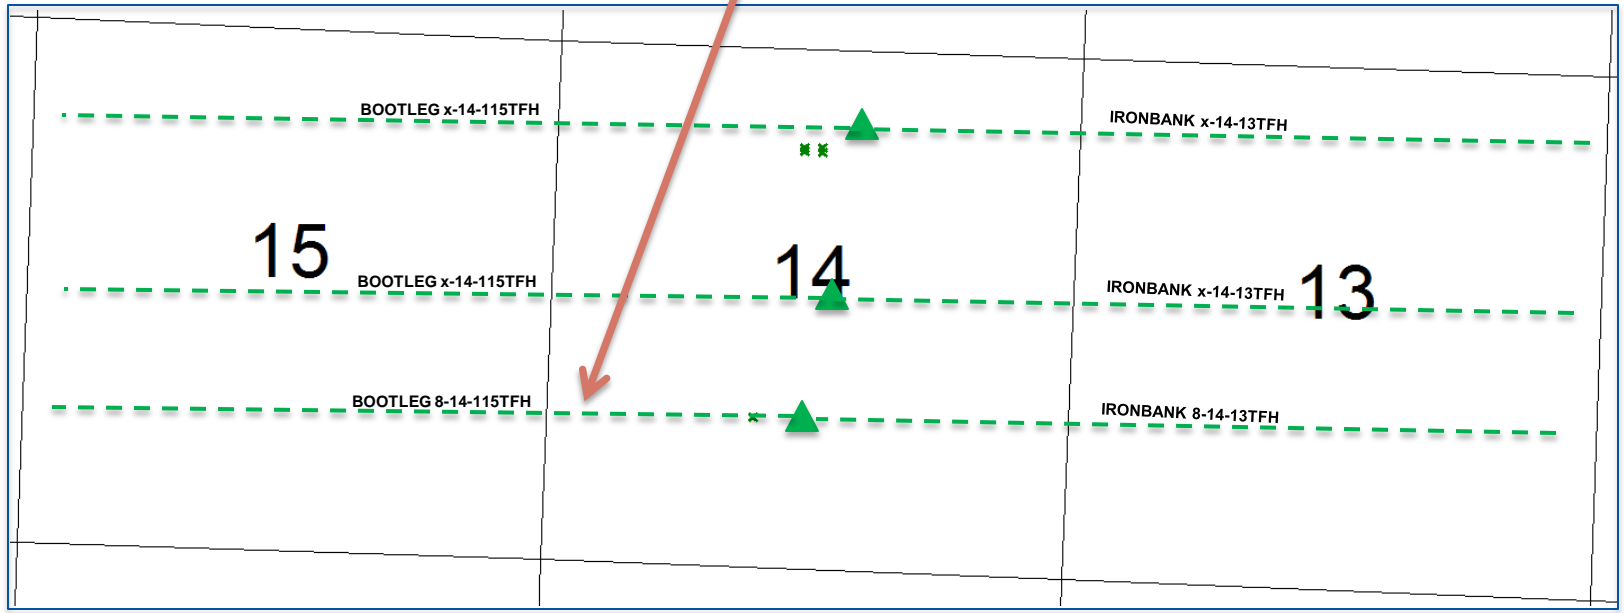 BOOTLEG x-14-115TFH
IRONBANK x-14-13TFH
15
14
13
BOOTLEG x-14-115TFH
IRONBANK x-14-13TFH
BOOTLEG 8-14-115TFH
IRONBANK 8-14-13TFH